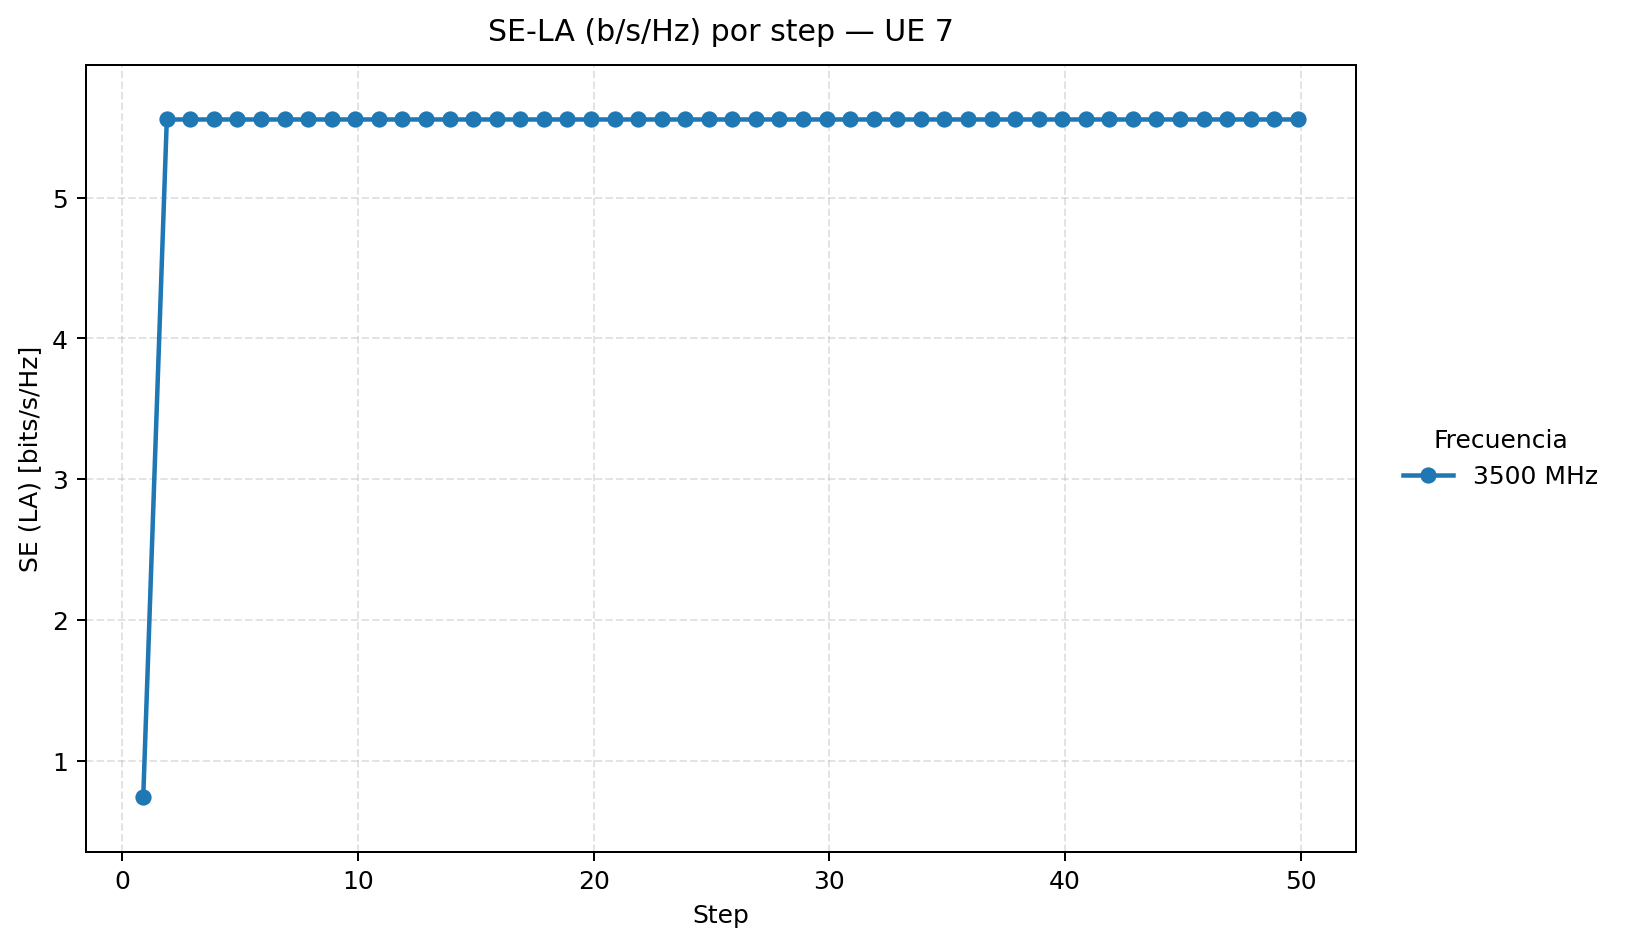 SE-LA (b/s/Hz) por step — UE 7
SE (LA) [bits/s/Hz]
5
4
3
2
1
0 10 20 30 40 50
Step
Frecuencia
3500 MHz